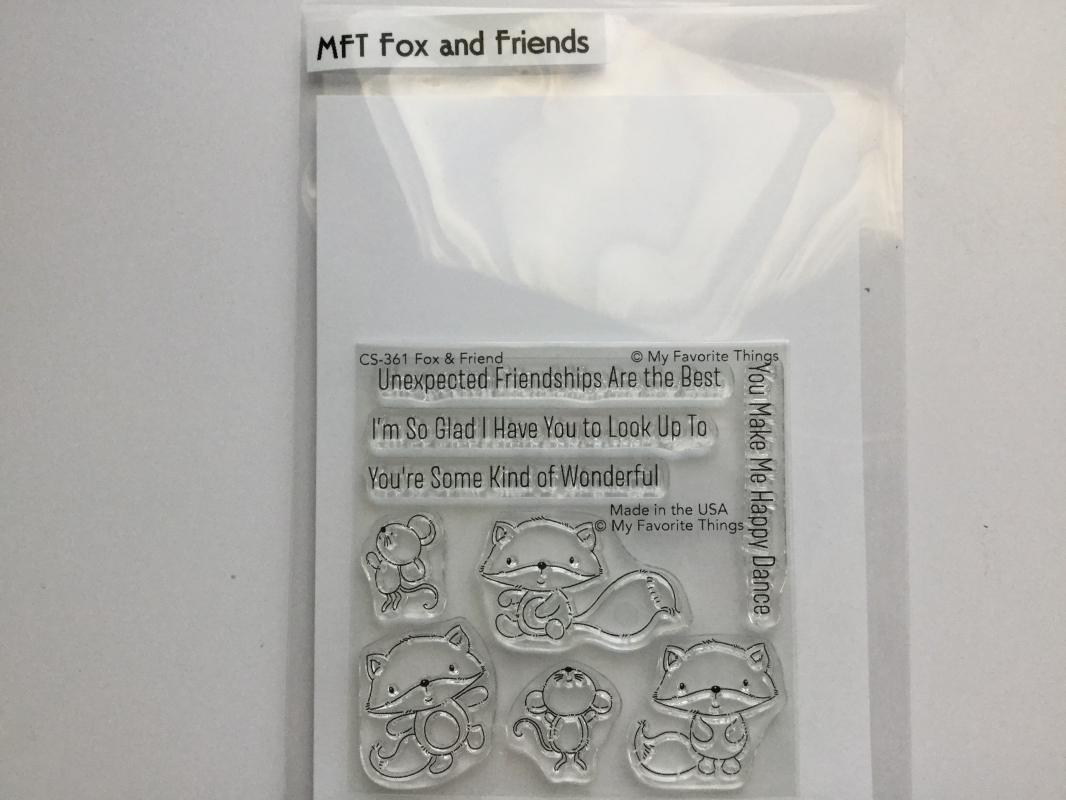 MFT Fox and Friends
CS-361 Fox & Friend
© My Favorite Things
Unexpected Friendships Are the Best
I'm So Glad I Have You to Look Up To
You're Some Kind of Wonderful
You Make Me Happy Dance
Made in the USA
© My Favorite Things